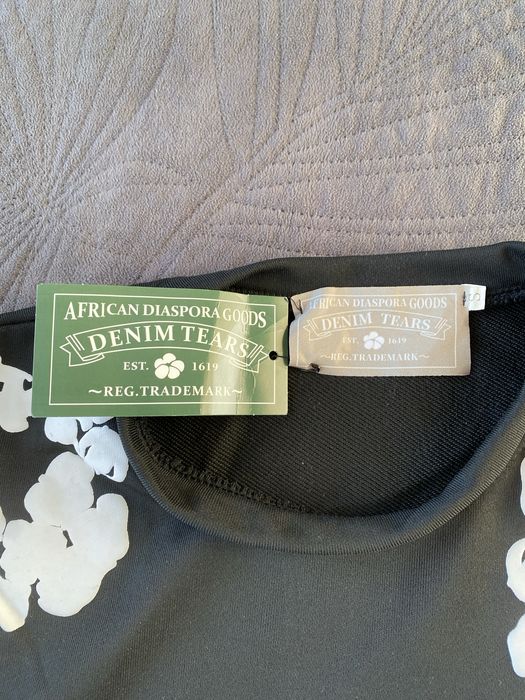 AFRICAN DIASPORA GOODS
DENIM TEARS
EST. 1619
~REG.TRADEMARK~
AFRICAN DIASPORA GOODS
DENIM TEARS
EST. 1619
~REG.TRADEMARK~
S